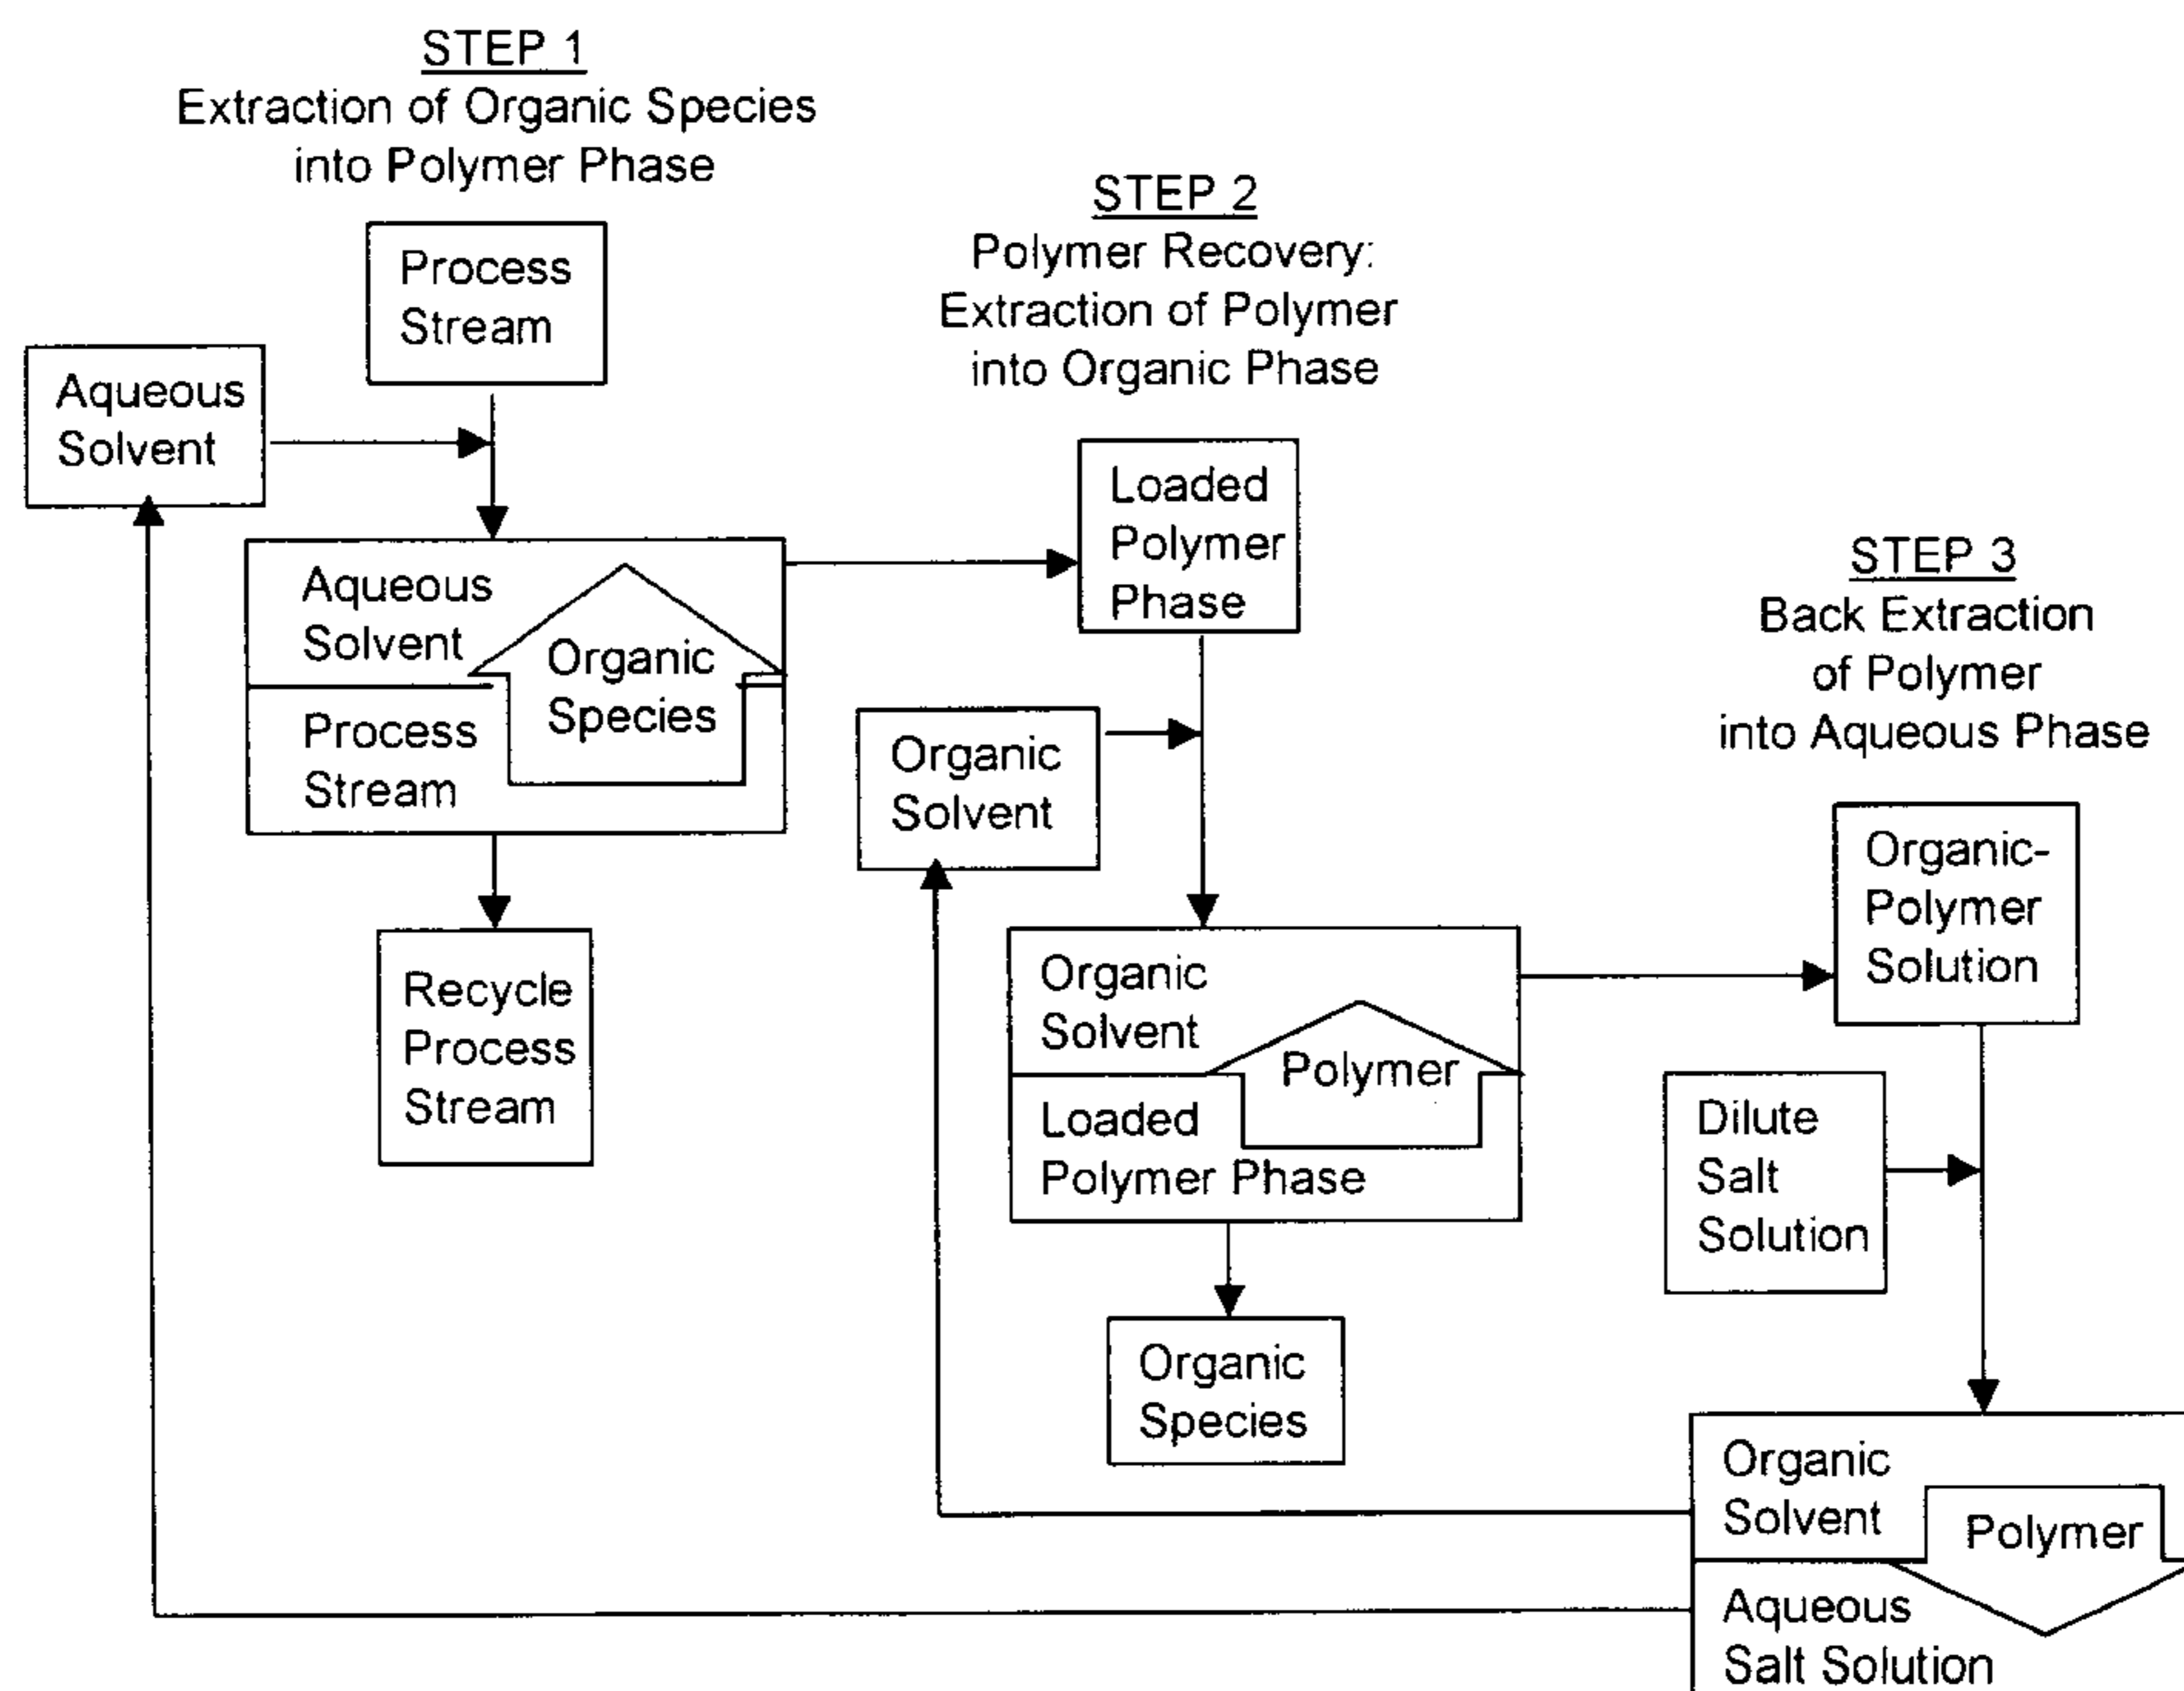 STEP 1
Extraction of Organic Species
into Polymer Phase
Process
Stream
Aqueous
Solvent
Aqueous
Solvent
Organic
Species
Process
Stream
Recycle
Process
Stream
STEP 2
Polymer Recovery:
Extraction of Polymer
into Organic Phase
Loaded
Polymer
Phase
Organic
Solvent
Organic
Solvent
Polymer
Loaded
Polymer Phase
Organic
Species
STEP 3
Back Extraction
of Polymer
into Aqueous Phase
Organic-
Polymer
Solution
Dilute
Salt
Solution
Organic
Solvent
Polymer
Aqueous
Salt Solution